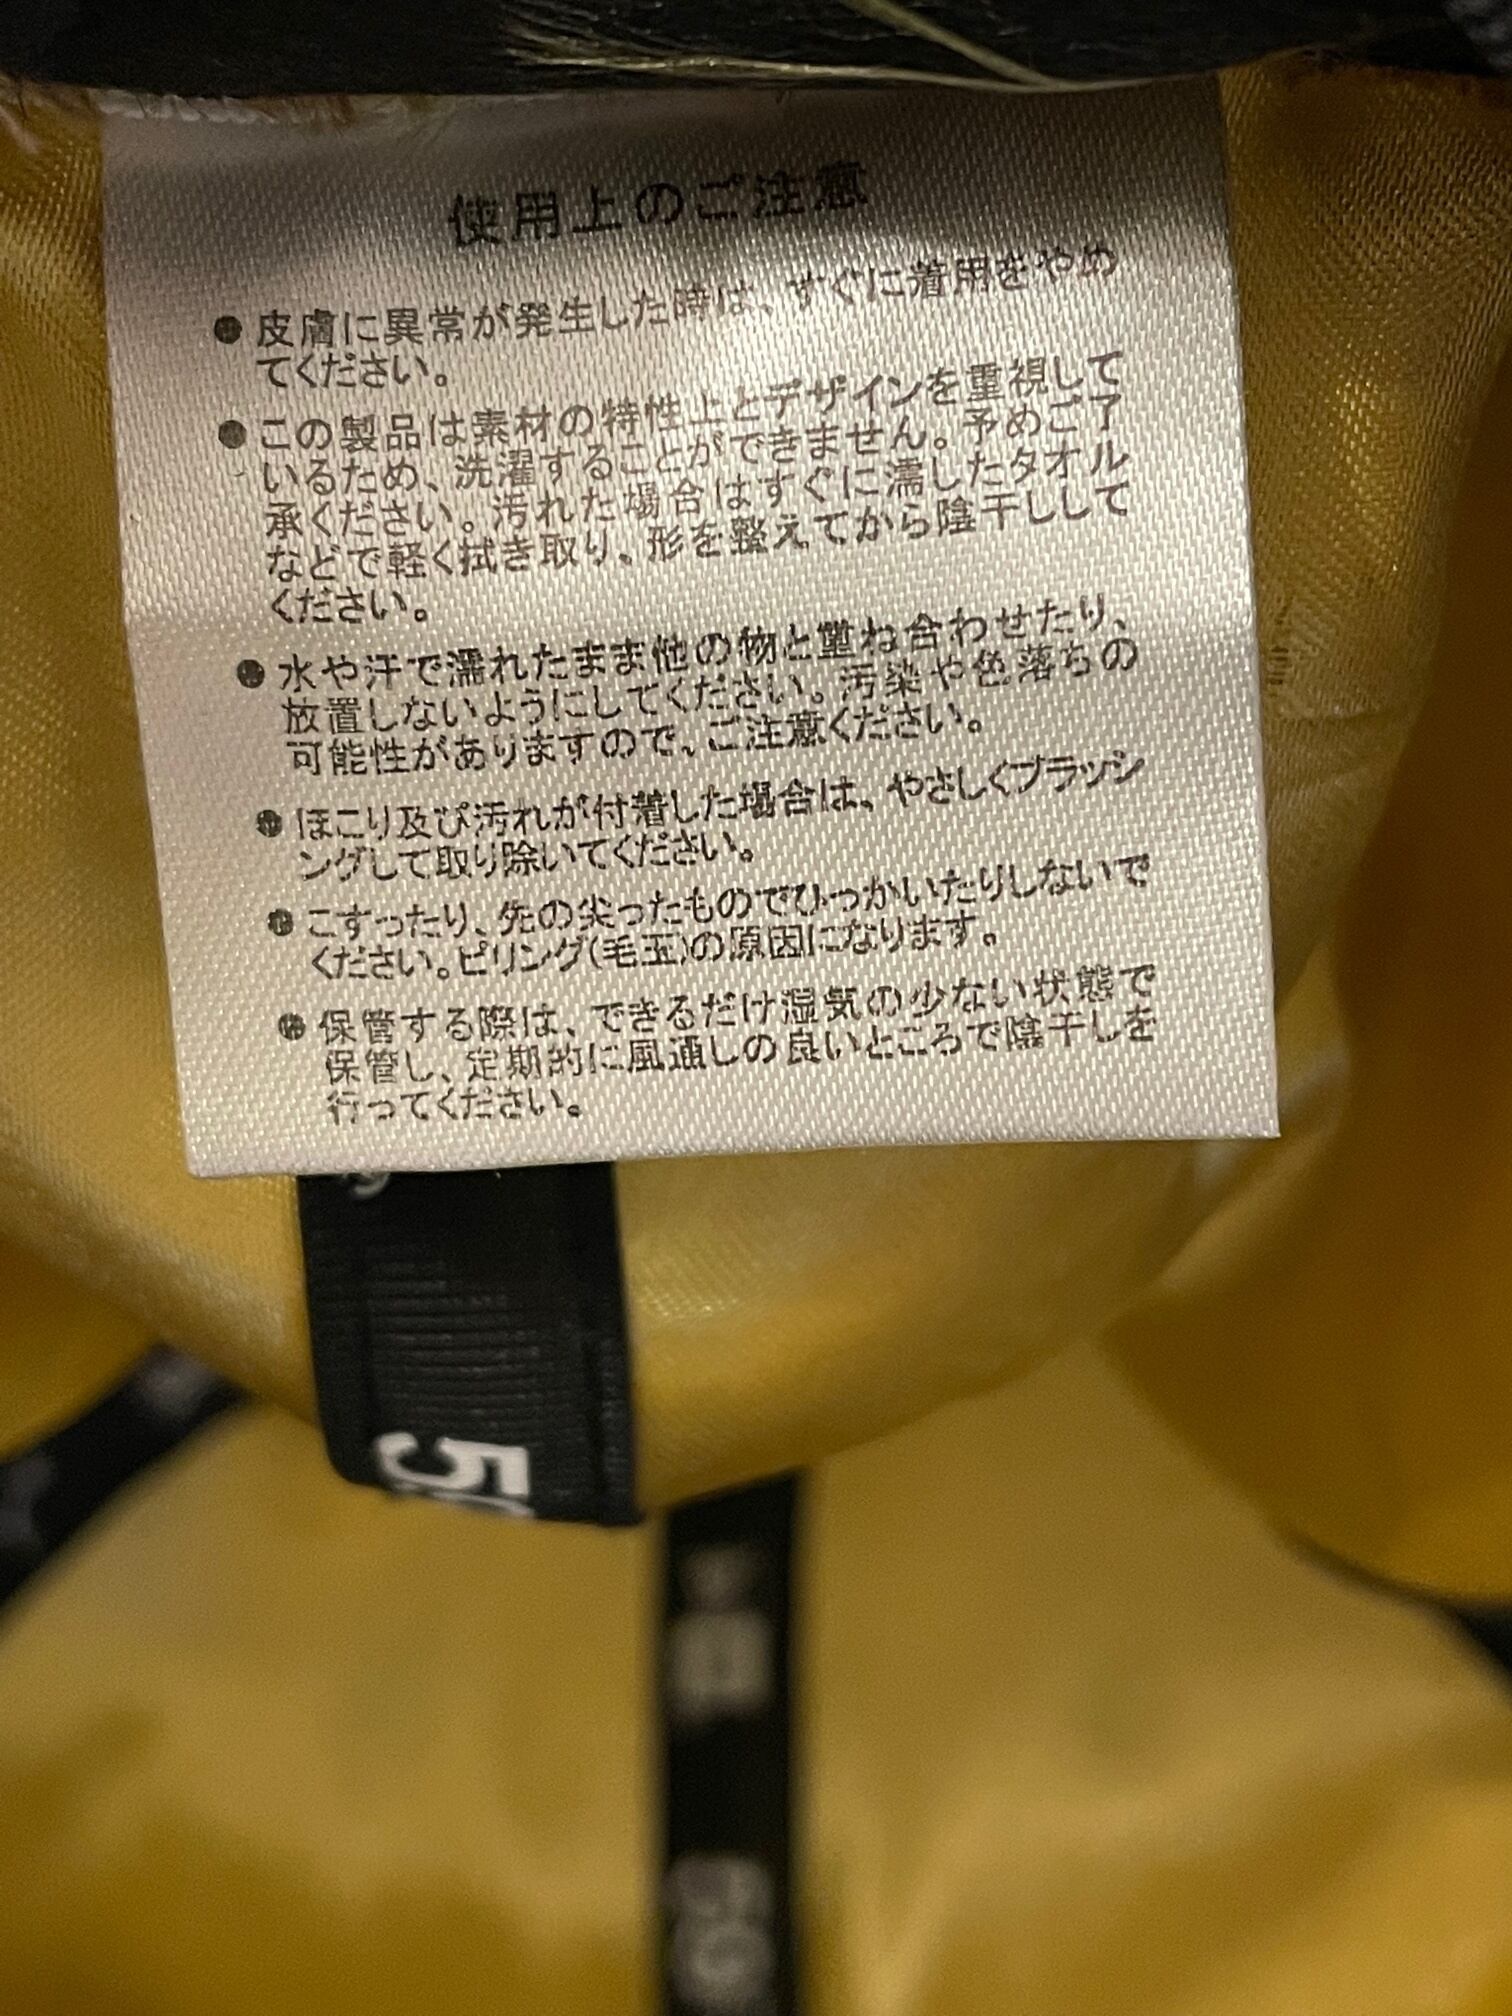 使用上のご注意
●皮膚に異常が発生した時は、すぐに着用をやめ
てください。
●この製品は素材の特性上とデザインを重視して
いるため、洗濯することができません。予めご了
承ください。汚れた場合はすぐに濡したタオル
などで軽く拭き取り、形を整えてから陰干しして
ください。
●水や汗で濡れたまま他の物と重ね合わせたり、
放置しないようにしてください。汚染や色落ちの
可能性がありますので、ご注意ください。
●ほこり及び汚れが付着した場合は、やさしくブラッシ
ングして取り除いてください。
●こすったり、先の尖ったものでひっかいたりしないで
ください。ピリング(毛玉)の原因になります。
●保管する際は、できるだけ湿気の少ない状態で
保管し、定期的に風通しの良いところで陰干しを
行ってください。
5